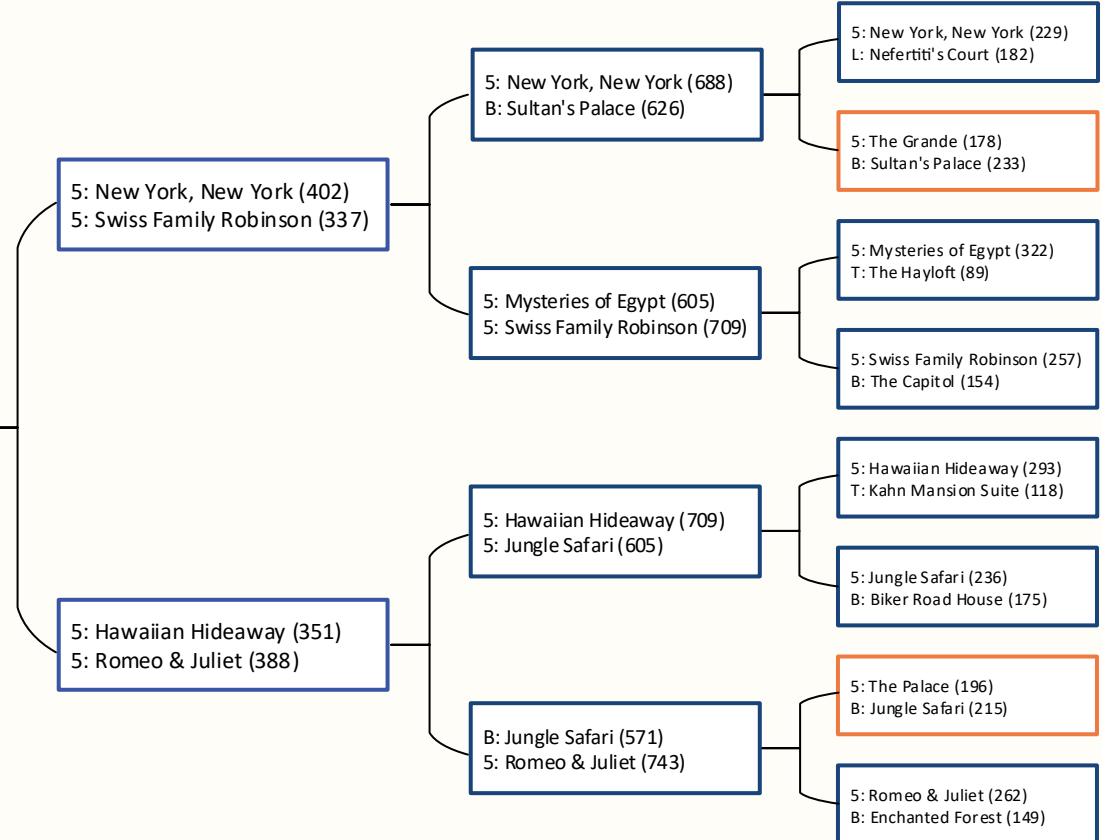 5: New York, New York (402)
5: Swiss Family Robinson (337)
5: Hawaiian Hideaway (351)
5: Romeo & Juliet (388)
5: New York, New York (688)
B: Sultan's Palace (626)
5: Mysteries of Egypt (605)
5: Swiss Family Robinson (709)
5: Hawaiian Hideaway (709)
5: Jungle Safari (605)
B: Jungle Safari (571)
5: Romeo & Juliet (743)
5: New York, New York (229)
L: Nefertiti's Court (182)
5: The Grande (178)
B: Sultan's Palace (233)
5: Mysteries of Egypt (322)
T: The Hayloft (89)
5: Swiss Family Robinson (257)
B: The Capitol (154)
5: Hawaiian Hideaway (293)
T: Kahn Mansion Suite (118)
5: Jungle Safari (236)
B: Biker Road House (175)
5: The Palace (196)
B: Jungle Safari (215)
5: Romeo & Juliet (262)
B: Enchanted Forest (149)